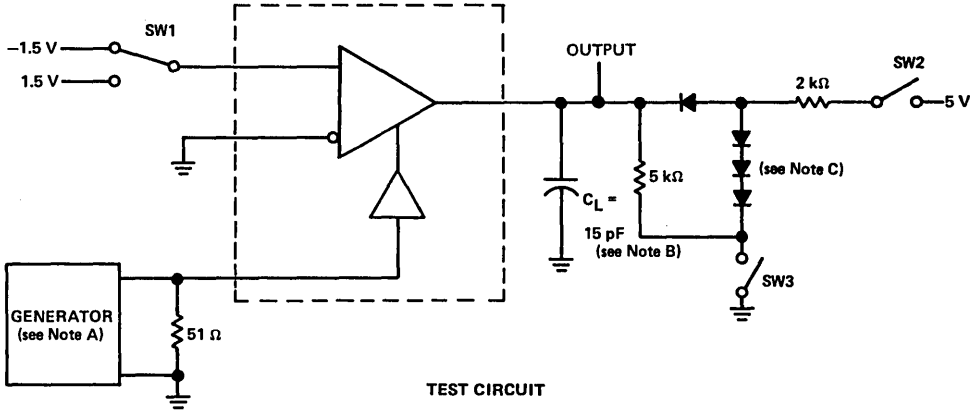 SW1
−1.5 V
1.5 V
OUTPUT
SW2
2 kΩ
5 V
(see Note C)
5 kΩ
CL =
15 pF
(see Note B)
SW3
GENERATOR
(see Note A)
51 Ω
TEST CIRCUIT